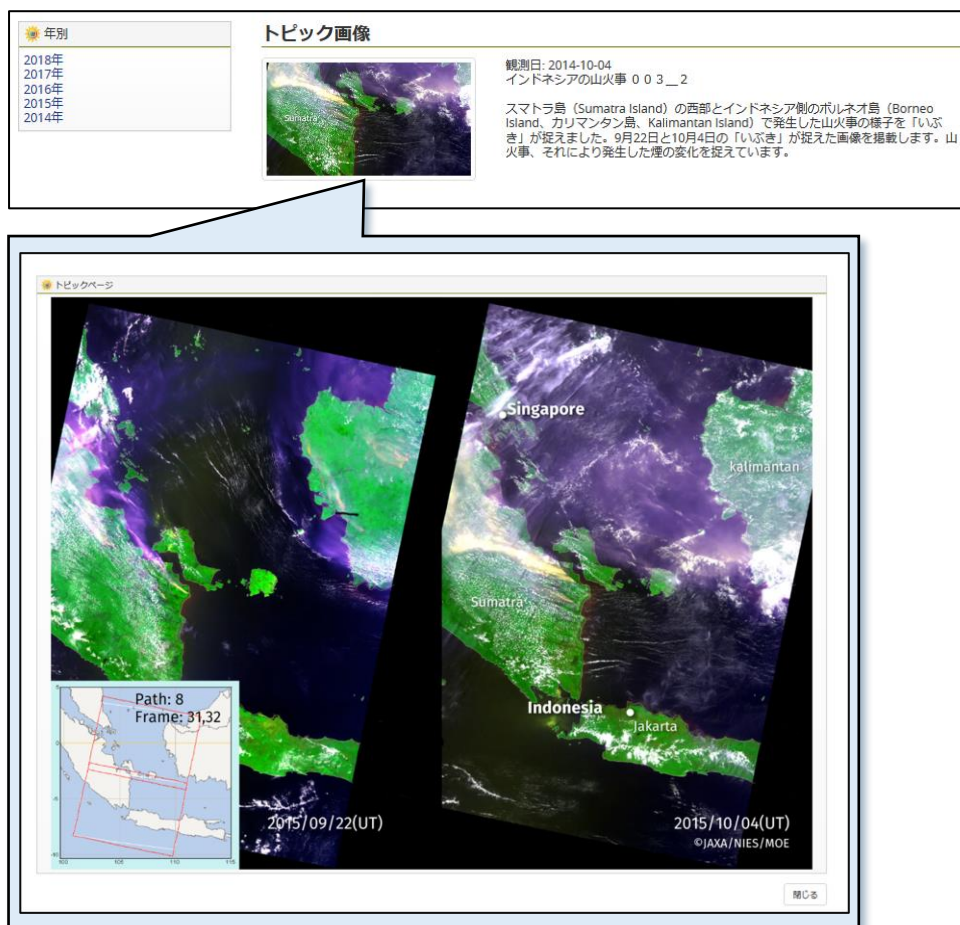 年別
2018年
2017年
2016年
2015年
2014年
トピック画像
Sumatra
観測日: 2014-10-04
インドネシアの山火事 ００３＿2
スマトラ島（Sumatra Island）の西部とインドネシア側のボルネオ島（Borneo
Island、カリマンタン島、Kalimantan Island）で発生した山火事の様子を「いぶ
き」が捉えました。9月22日と10月4日の「いぶき」が捉えた画像を掲載します。山
火事、それにより発生した煙の変化を捉えています。
トピックページ
Singapore
kalimantan
Sumatra
Indonesia
Jakarta
Path: 8
Frame: 31,32
5
0
-5
-10
100 105 110 115
2015/09/22(UT)
2015/10/04(UT)
©JAXA/NIES/MOE
閉じる